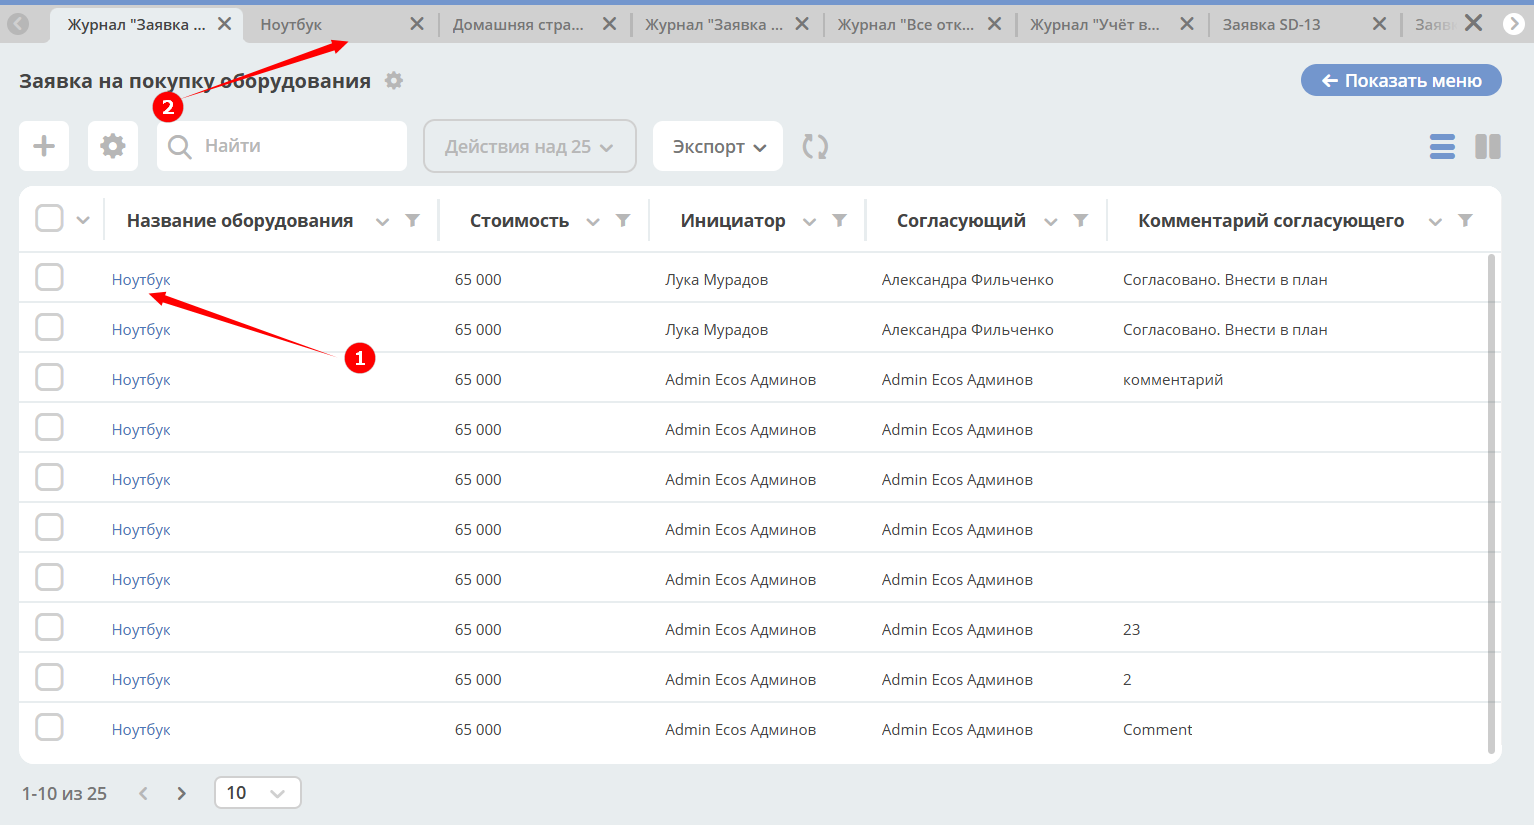 Журнал "Заявка ... Ноутбук Домашняя стра... Журнал "Заявка ... Журнал "Все отк... Журнал "Учёт в... Заявка SD-13 Заяв
Заявка на покупку оборудования Показать меню
2
Найти Действия над 25 Экспорт
Название оборудования Стоимость Инициатор Согласующий Комментарий согласующего
Ноутбук 65 000 Лука Мурадов Александра Фильченко Согласовано. Внести в план
Ноутбук 65 000 Лука Мурадов Александра Фильченко Согласовано. Внести в план
1
Ноутбук 65 000 Admin Ecos Админов Admin Ecos Админов комментарий
Ноутбук 65 000 Admin Ecos Админов Admin Ecos Админов
Ноутбук 65 000 Admin Ecos Админов Admin Ecos Админов
Ноутбук 65 000 Admin Ecos Админов Admin Ecos Админов
Ноутбук 65 000 Admin Ecos Админов Admin Ecos Админов
Ноутбук 65 000 Admin Ecos Админов Admin Ecos Админов 23
Ноутбук 65 000 Admin Ecos Админов Admin Ecos Админов 2
Ноутбук 65 000 Admin Ecos Админов Admin Ecos Админов Comment
1-10 из 25 10